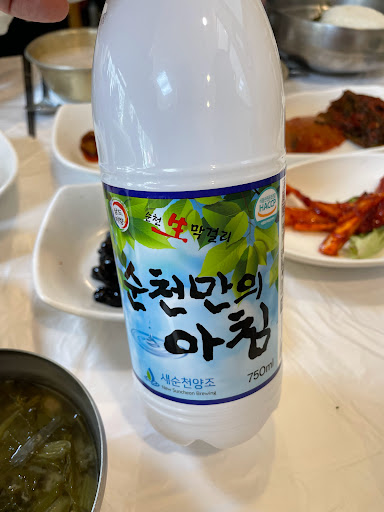 순천 生 막걸리
HACCP
순천만의
아침
750ml
새순천양조
New Suncheon Brewing